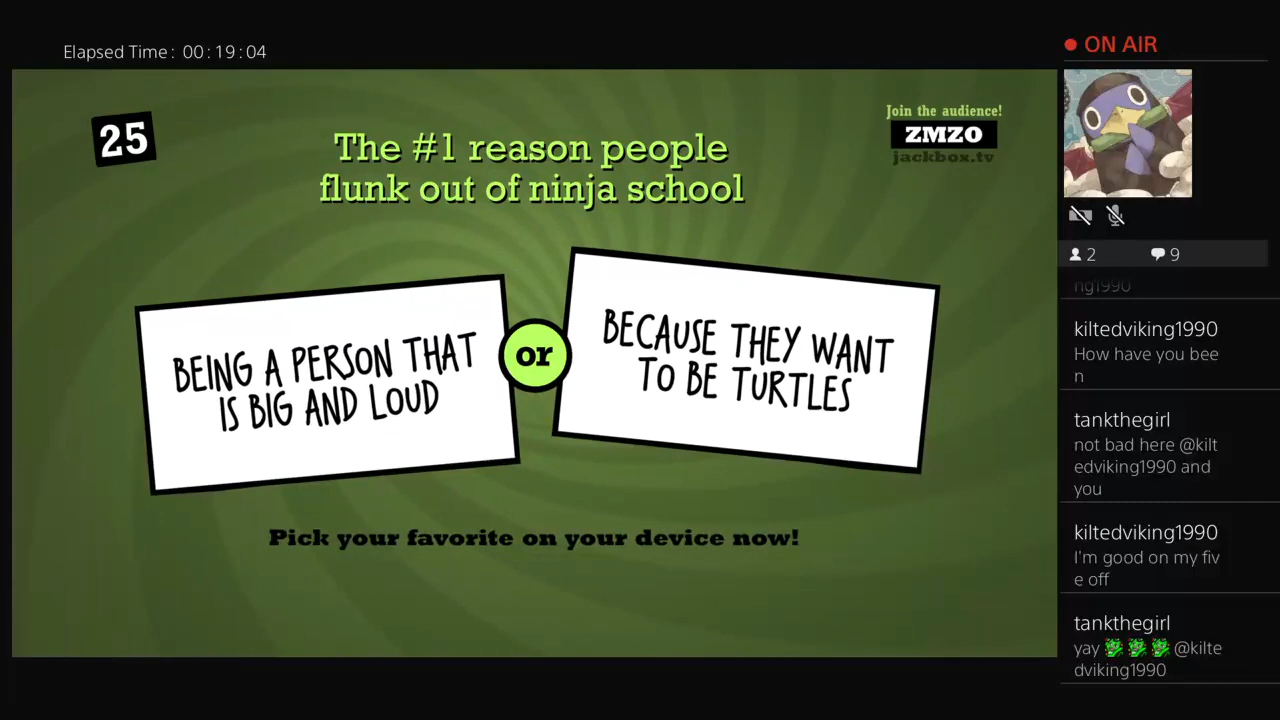 Elapsed Time: 00:19:04
ON AIR
25
The #1 reason people
flunk out of ninja school
Join the audience!
ZMZO
jackbox.tv
BEING A PERSON THAT
IS BIG AND LOUD
or
BECAUSE THEY WANT
TO BE TURTLES
Pick your favorite on your device now!
2
9
ng1990
kiltedviking1990
How have you bee
n
tankthegirl
not bad here @kilt
edviking1990 and
you
kiltedviking1990
I'm good on my fiv
e off
tankthegirl
yay @kilte
dviking1990